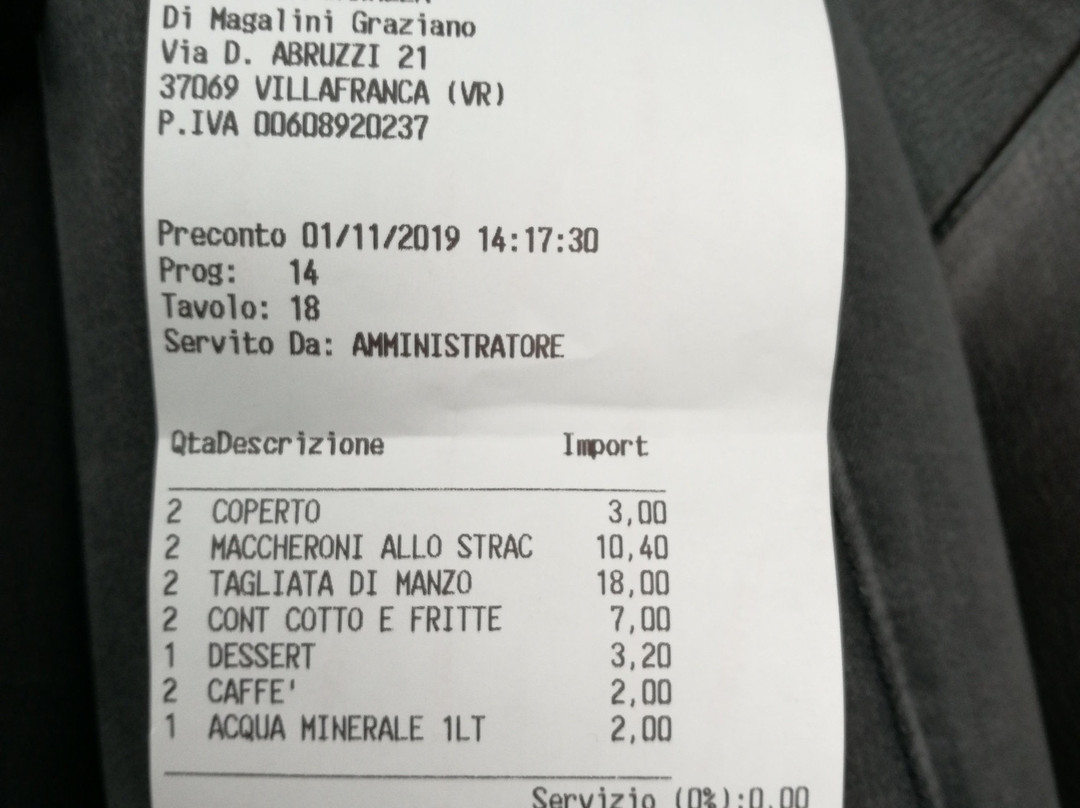 Di Magalini Graziano
Via D. ABRUZZI 21
37069 VILLAFRANCA (VR)
P.IVA 00608920237
Preconto 01/11/2019 14:17:30
Prog: 14
Tavolo: 18
Servito Da: AMMINISTRATORE
QtaDescrizione Import
2 COPERTO 3,00
2 MACCHERONI ALLO STRAC 10,40
2 TAGLIATA DI MANZO 18,00
2 CONT COTTO E FRITTE 7,00
1 DESSERT 3,20
2 CAFFE' 2,00
1 ACQUA MINERALE 1LT 2,00
Servizio (0%):0.00